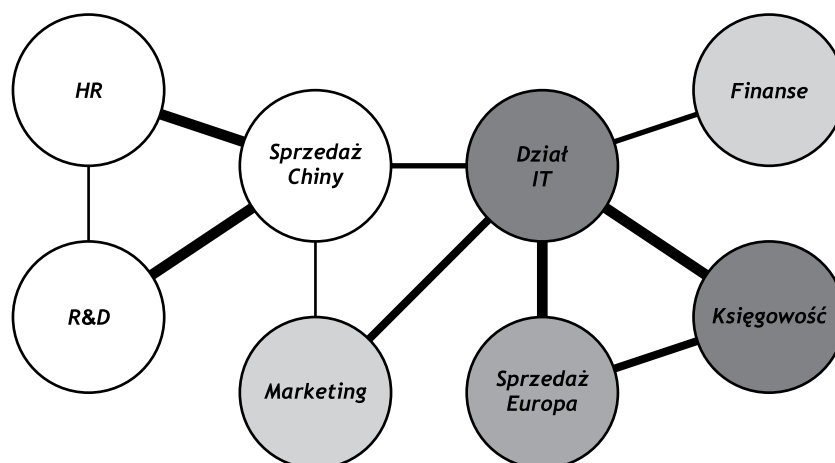 HR
Finanse
Sprzedaż
Chiny
Dział
IT
R&D
Księgowość
Marketing
Sprzedaż
Europa